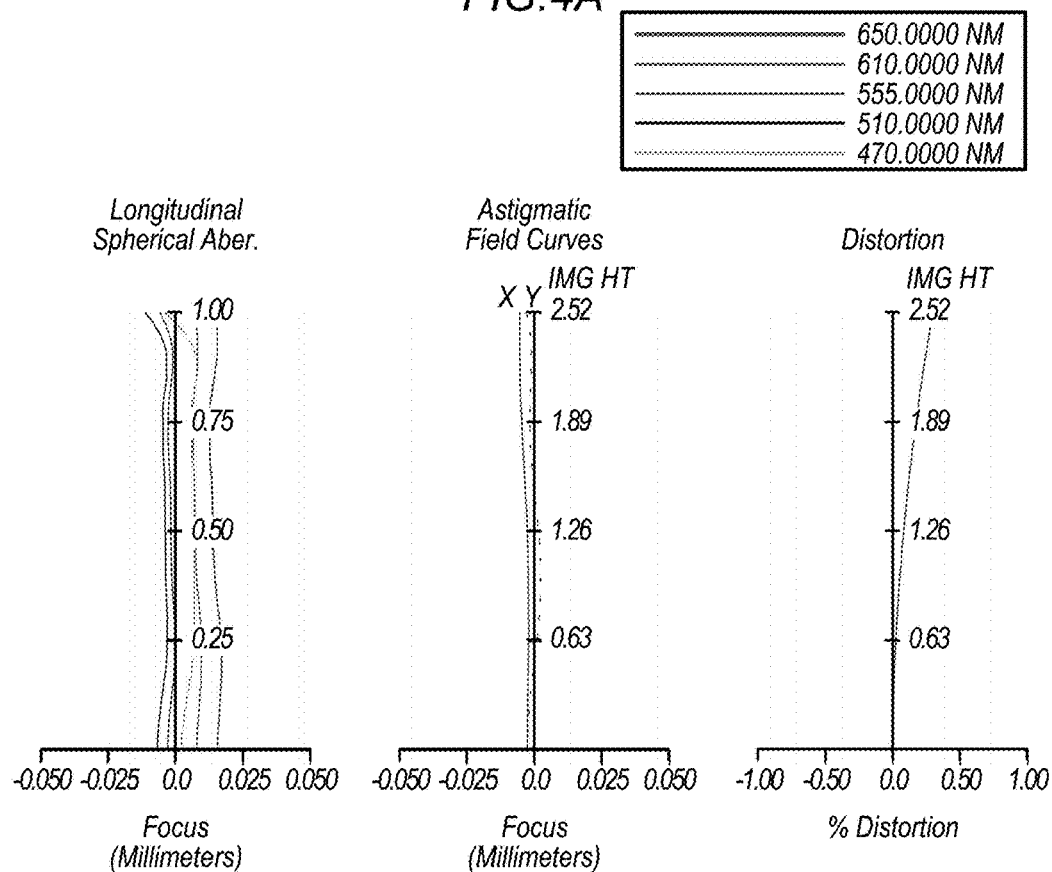 FIG.4A
650.0000 NM
610.0000 NM
555.0000 NM
510.0000 NM
470.0000 NM
Longitudinal
Spherical Aber.
1.00
0.75
0.50
0.25
-0.050 -0.025 0.0 0.025 0.050
Focus
(Millimeters)
Astigmatic
Field Curves
IMG HT
X Y
2.52
1.89
1.26
0.63
-0.050 -0.025 0.0 0.025 0.050
Focus
(Millimeters)
Distortion
IMG HT
2.52
1.89
1.26
0.63
-1.00 -0.50 0.0 0.50 1.00
% Distortion